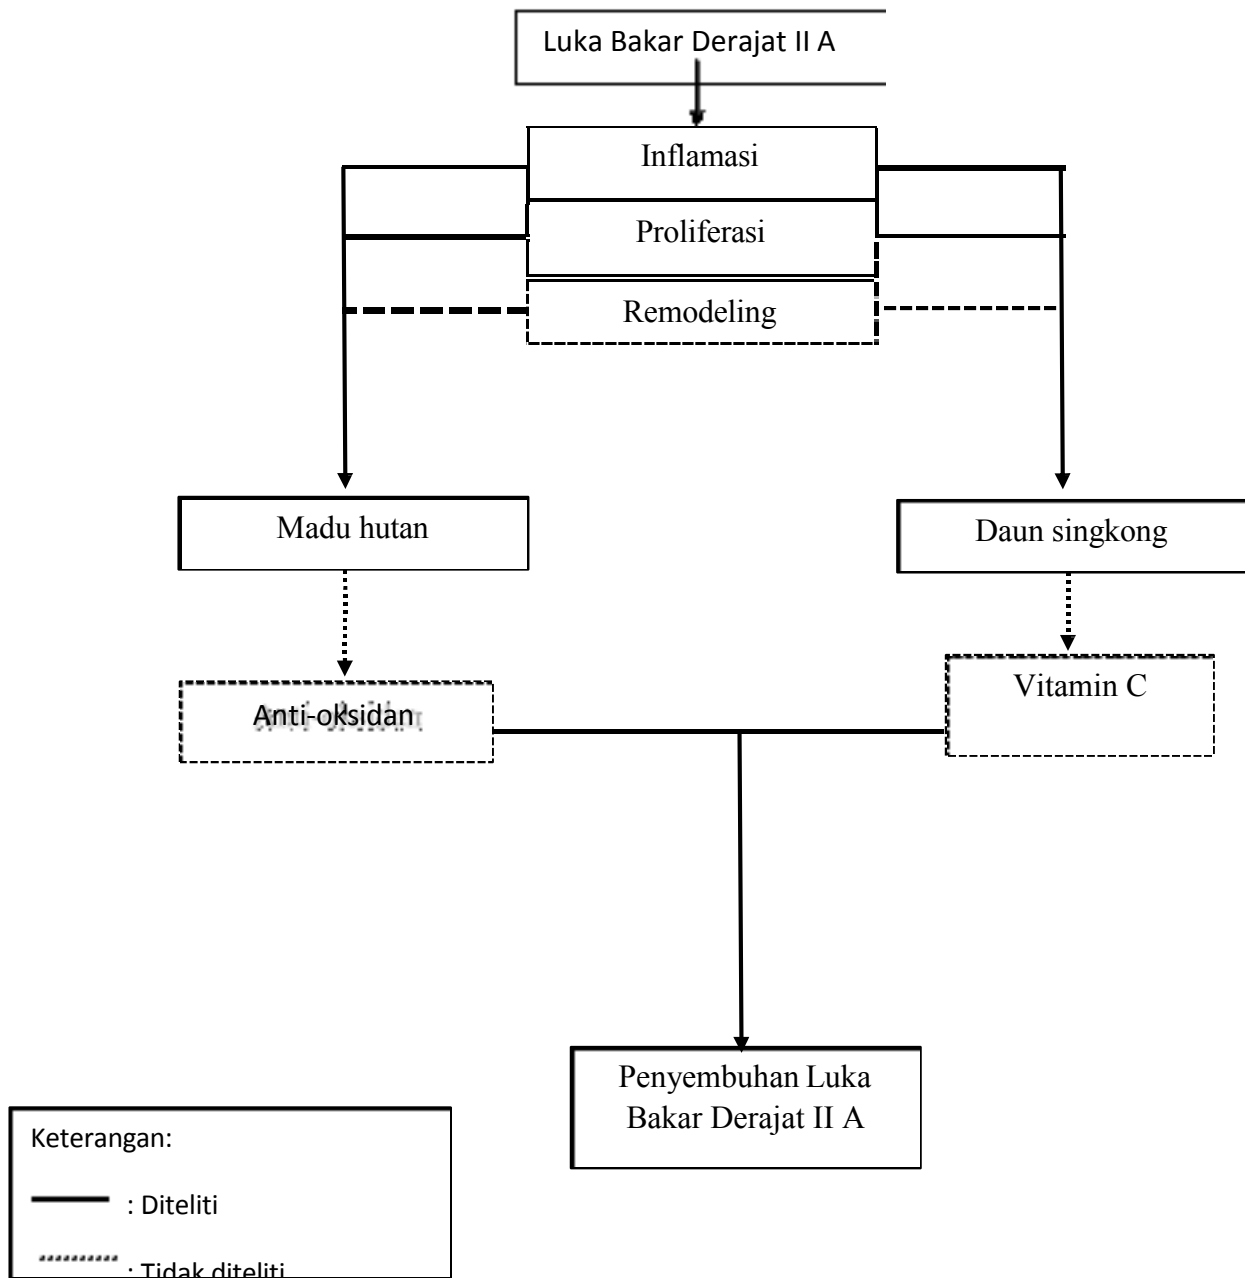 Luka Bakar Derajat II A
Inflamasi
Proliferasi
Remodeling
Madu hutan
Daun singkong
Anti-oksidan
Vitamin C
Penyembuhan Luka
Bakar Derajat II A
Keterangan:
: Diteliti
: Tidak diteliti